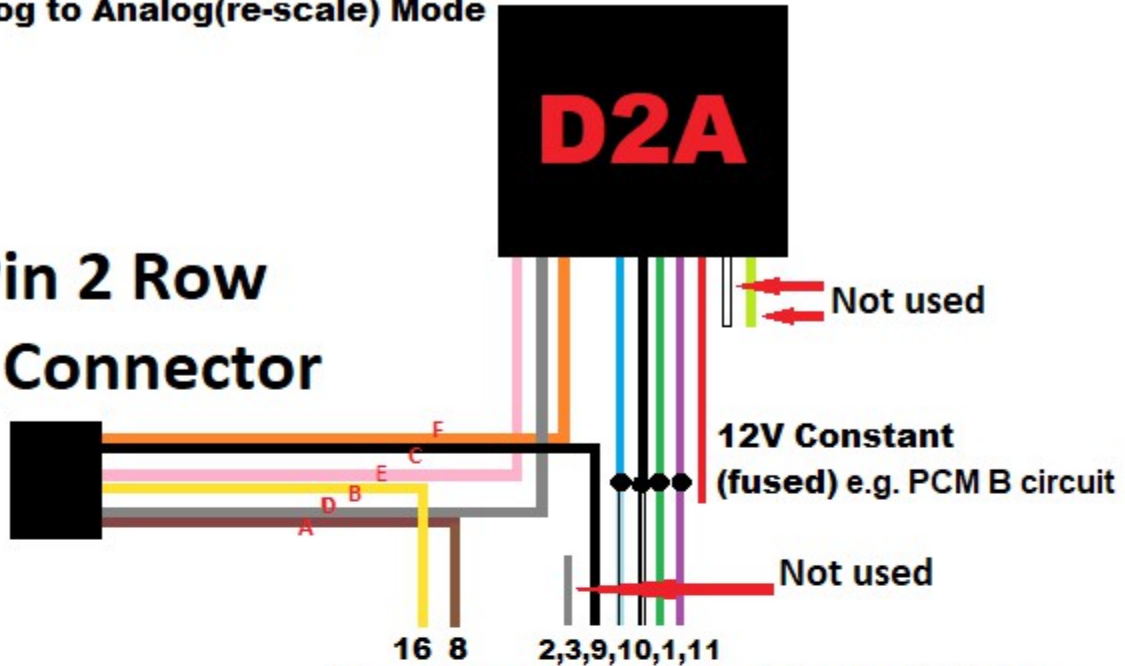 og to Analog(re-scale) Mode
D2A
in 2 Row
Connector
Not used
F
C
E
B
D
A
12V Constant
(fused) e.g. PCM B circuit
Not used
16 8 2,3,9,10,1,11